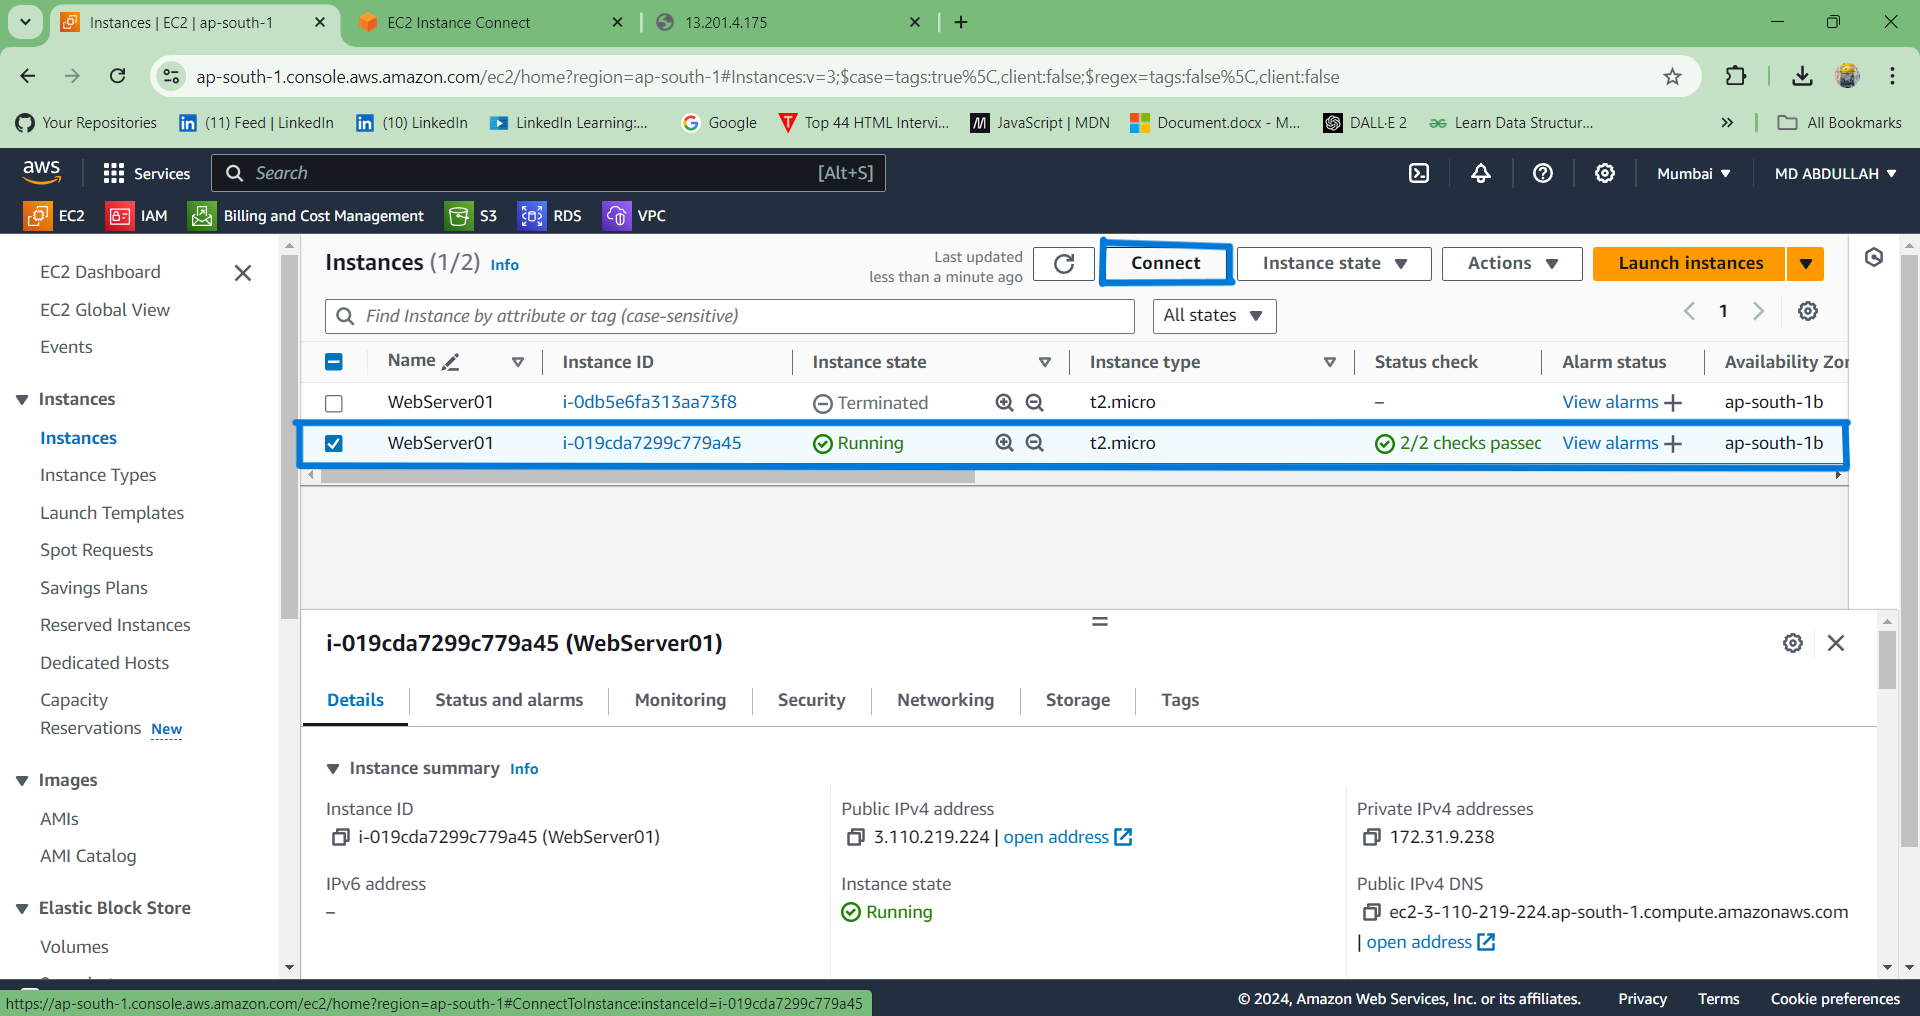 Instances | EC2 | ap-south-1
EC2 Instance Connect
13.201.4.175
ap-south-1.console.aws.amazon.com/ec2/home?region=ap-south-1#Instances:v=3;$case=tags:true%5C,client:false;$regex=tags:false%5C,client:false
Your Repositories
(11) Feed | LinkedIn
(10) LinkedIn
LinkedIn Learning:...
Google
Top 44 HTML Intervi...
JavaScript | MDN
Document.docx - M...
DALL·E 2
Learn Data Structur...
All Bookmarks
aws
Services
Search
[Alt+S]
Mumbai
MD ABDULLAH
EC2
IAM
Billing and Cost Management
S3
RDS
VPC
EC2 Dashboard
EC2 Global View
Events
Instances
Instances
Instance Types
Launch Templates
Spot Requests
Savings Plans
Reserved Instances
Dedicated Hosts
Capacity
Reservations New
Images
AMIs
AMI Catalog
Elastic Block Store
Volumes
Instances (1/2) Info
Last updated
less than a minute ago
Connect
Instance state
Actions
Launch instances
Find Instance by attribute or tag (case-sensitive)
All states
1
Name Instance ID Instance state Instance type Status check Alarm status Availability Zon
WebServer01 i-0db5e6fa313aa73f8 Terminated t2.micro – View alarms + ap-south-1b
WebServer01 i-019cda7299c779a45 Running t2.micro 2/2 checks passec View alarms + ap-south-1b
i-019cda7299c779a45 (WebServer01)
Details
Status and alarms
Monitoring
Security
Networking
Storage
Tags
Instance summary Info
Instance ID
i-019cda7299c779a45 (WebServer01)
Public IPv4 address
3.110.219.224 | open address
Private IPv4 addresses
172.31.9.238
IPv6 address
–
Instance state
Running
Public IPv4 DNS
ec2-3-110-219-224.ap-south-1.compute.amazonaws.com
| open address
https://ap-south-1.console.aws.amazon.com/ec2/home?region=ap-south-1#ConnectToInstance:instanceId=i-019cda7299c779a45
© 2024, Amazon Web Services, Inc. or its affiliates.
Privacy
Terms
Cookie preferences